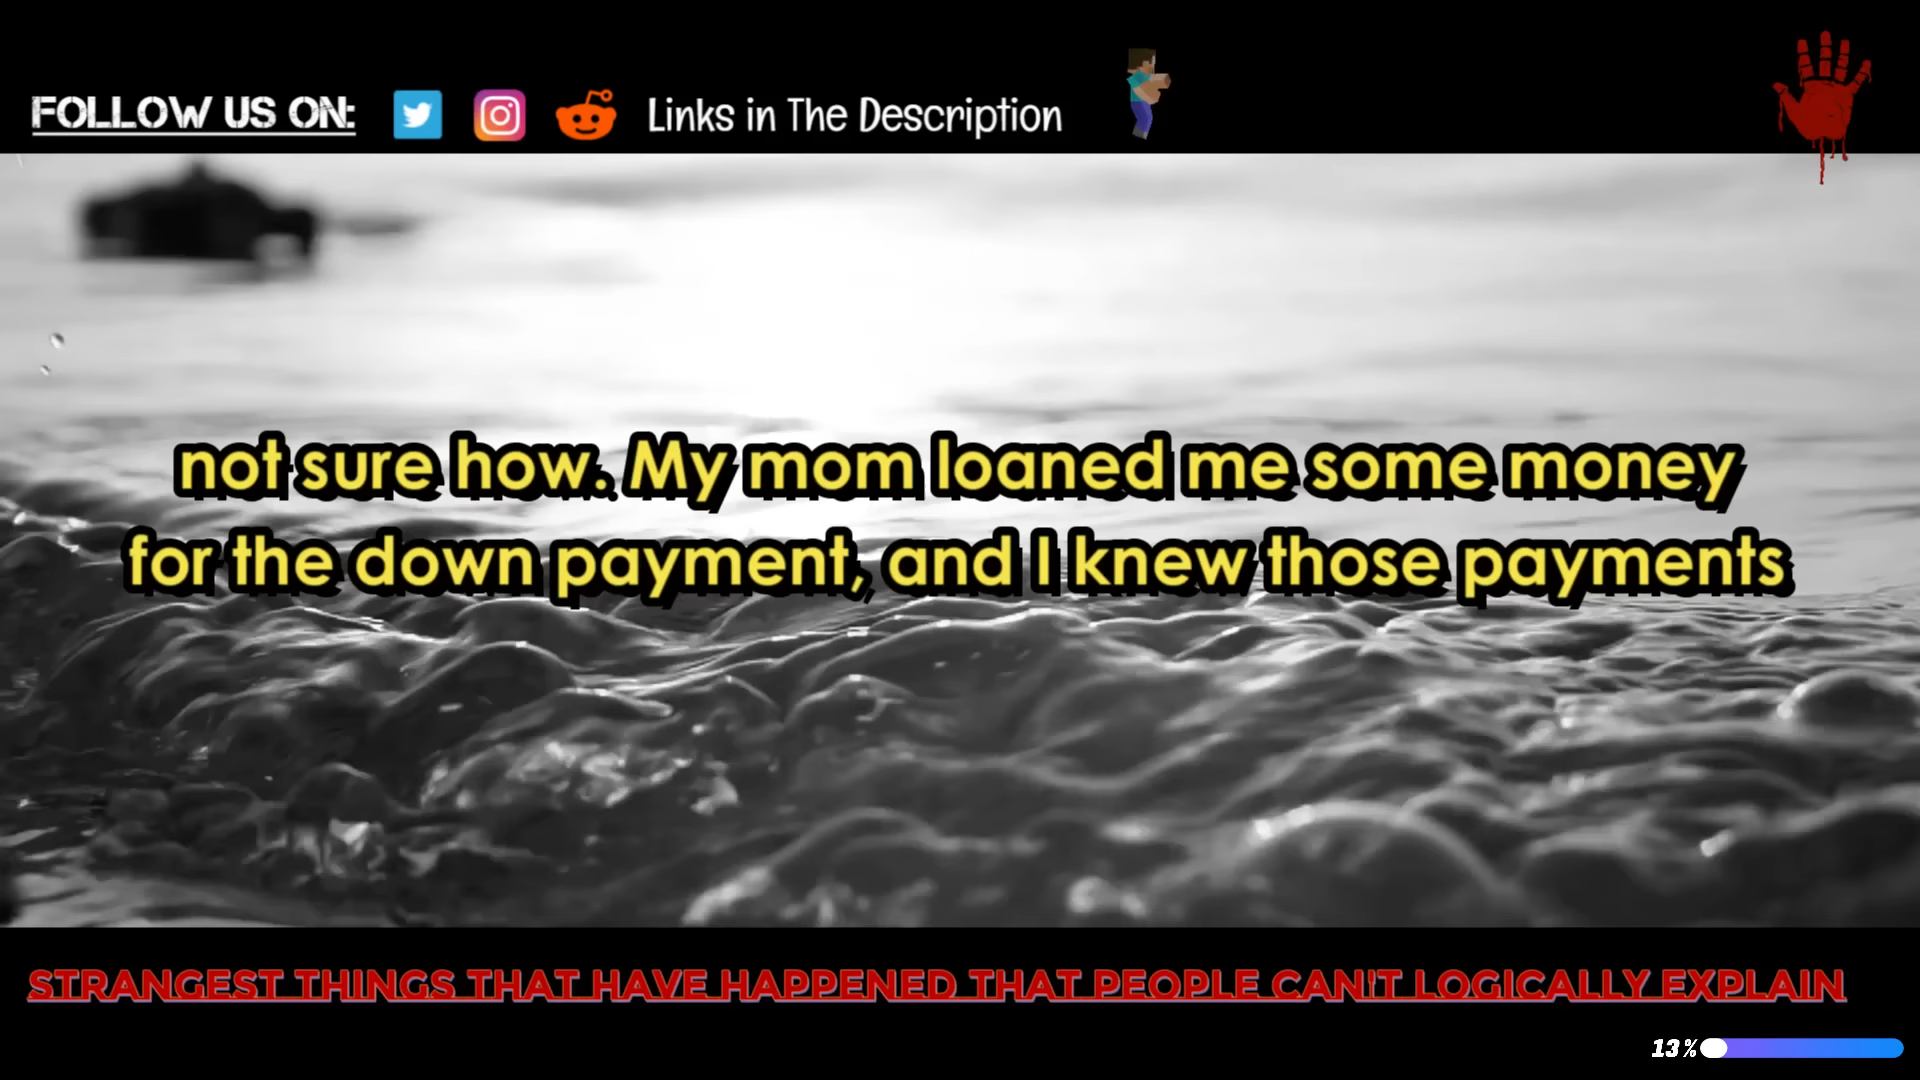 FOLLOW US ON:
Links in The Description
not sure how. My mom loaned me some money
for the down payment, and I knew those payments
STRANGEST THINGS THAT HAVE HAPPENED THAT PEOPLE CAN'T LOGICALLY EXPLAIN
13%